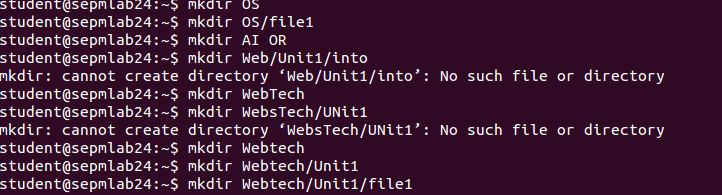 student@sepmlab24:~$ mkdir OS
student@sepmlab24:~$ mkdir OS/file1
student@sepmlab24:~$ mkdir AI OR
student@sepmlab24:~$ mkdir Web/Unit1/into
mkdir: cannot create directory ‘Web/Unit1/into’: No such file or directory
student@sepmlab24:~$ mkdir WebTech
student@sepmlab24:~$ mkdir WebsTech/UNit1
mkdir: cannot create directory ‘WebsTech/UNit1’: No such file or directory
student@sepmlab24:~$ mkdir Webtech
student@sepmlab24:~$ mkdir Webtech/Unit1
student@sepmlab24:~$ mkdir Webtech/Unit1/file1